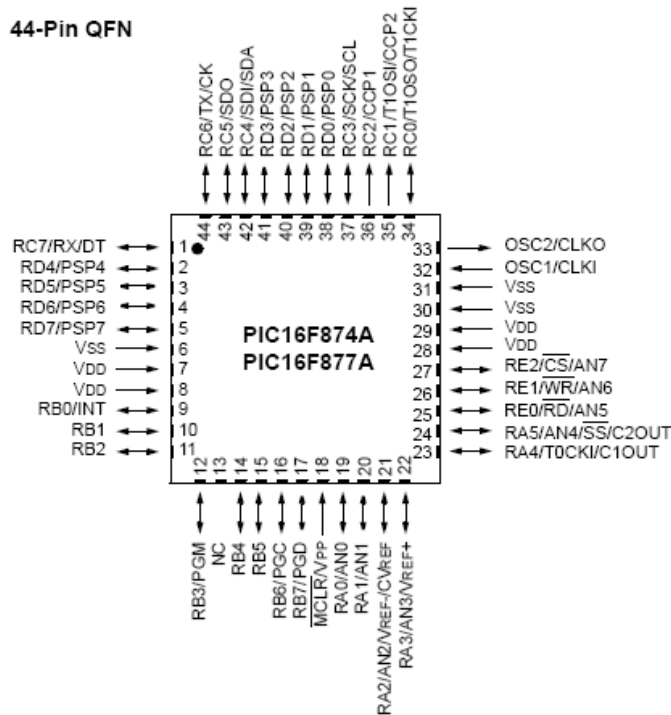 44-Pin QFN
RC6/TX/CK
RC5/SDO
RC4/SDI/SDA
RD3/PSP3
RD2/PSP2
RD1/PSP1
RD0/PSP0
RC3/SCK/SCL
RC2/CCP1
RC1/T1OSI/CCP2
RC0/T1OSO/T1CKI
44
43
42
41
40
39
38
37
36
35
34
RC7/RX/DT 1
RD4/PSP4 2
RD5/PSP5 3
RD6/PSP6 4
RD7/PSP7 5
VSS 6
VDD 7
VDD 8
RB0/INT 9
RB1 10
RB2 11
PIC16F874A
PIC16F877A
33 OSC2/CLKO
32 OSC1/CLKI
31 VSS
30 VSS
29 VDD
28 VDD
27 RE2/CS/AN7
26 RE1/WR/AN6
25 RE0/RD/AN5
24 RA5/AN4/SS/C2OUT
23 RA4/T0CKI/C1OUT
12
13
14
15
16
17
18
19
20
21
22
RB3/PGM
NC
RB4
RB5
RB6/PGC
RB7/PGD
MCLR/VPP
RA0/AN0
RA1/AN1
RA2/AN2/VREF-/CVREF
RA3/AN3/VREF+